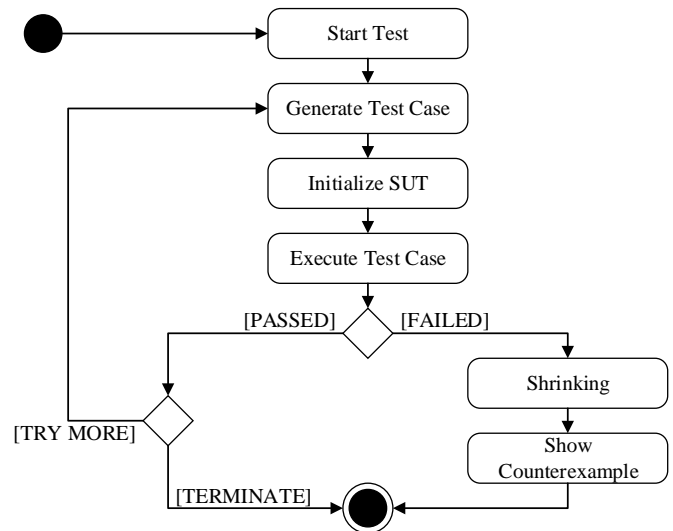 Start Test
Generate Test Case
Initialize SUT
Execute Test Case
[PASSED]
[FAILED]
Shrinking
[TRY MORE]
Show
Counterexample
[TERMINATE]